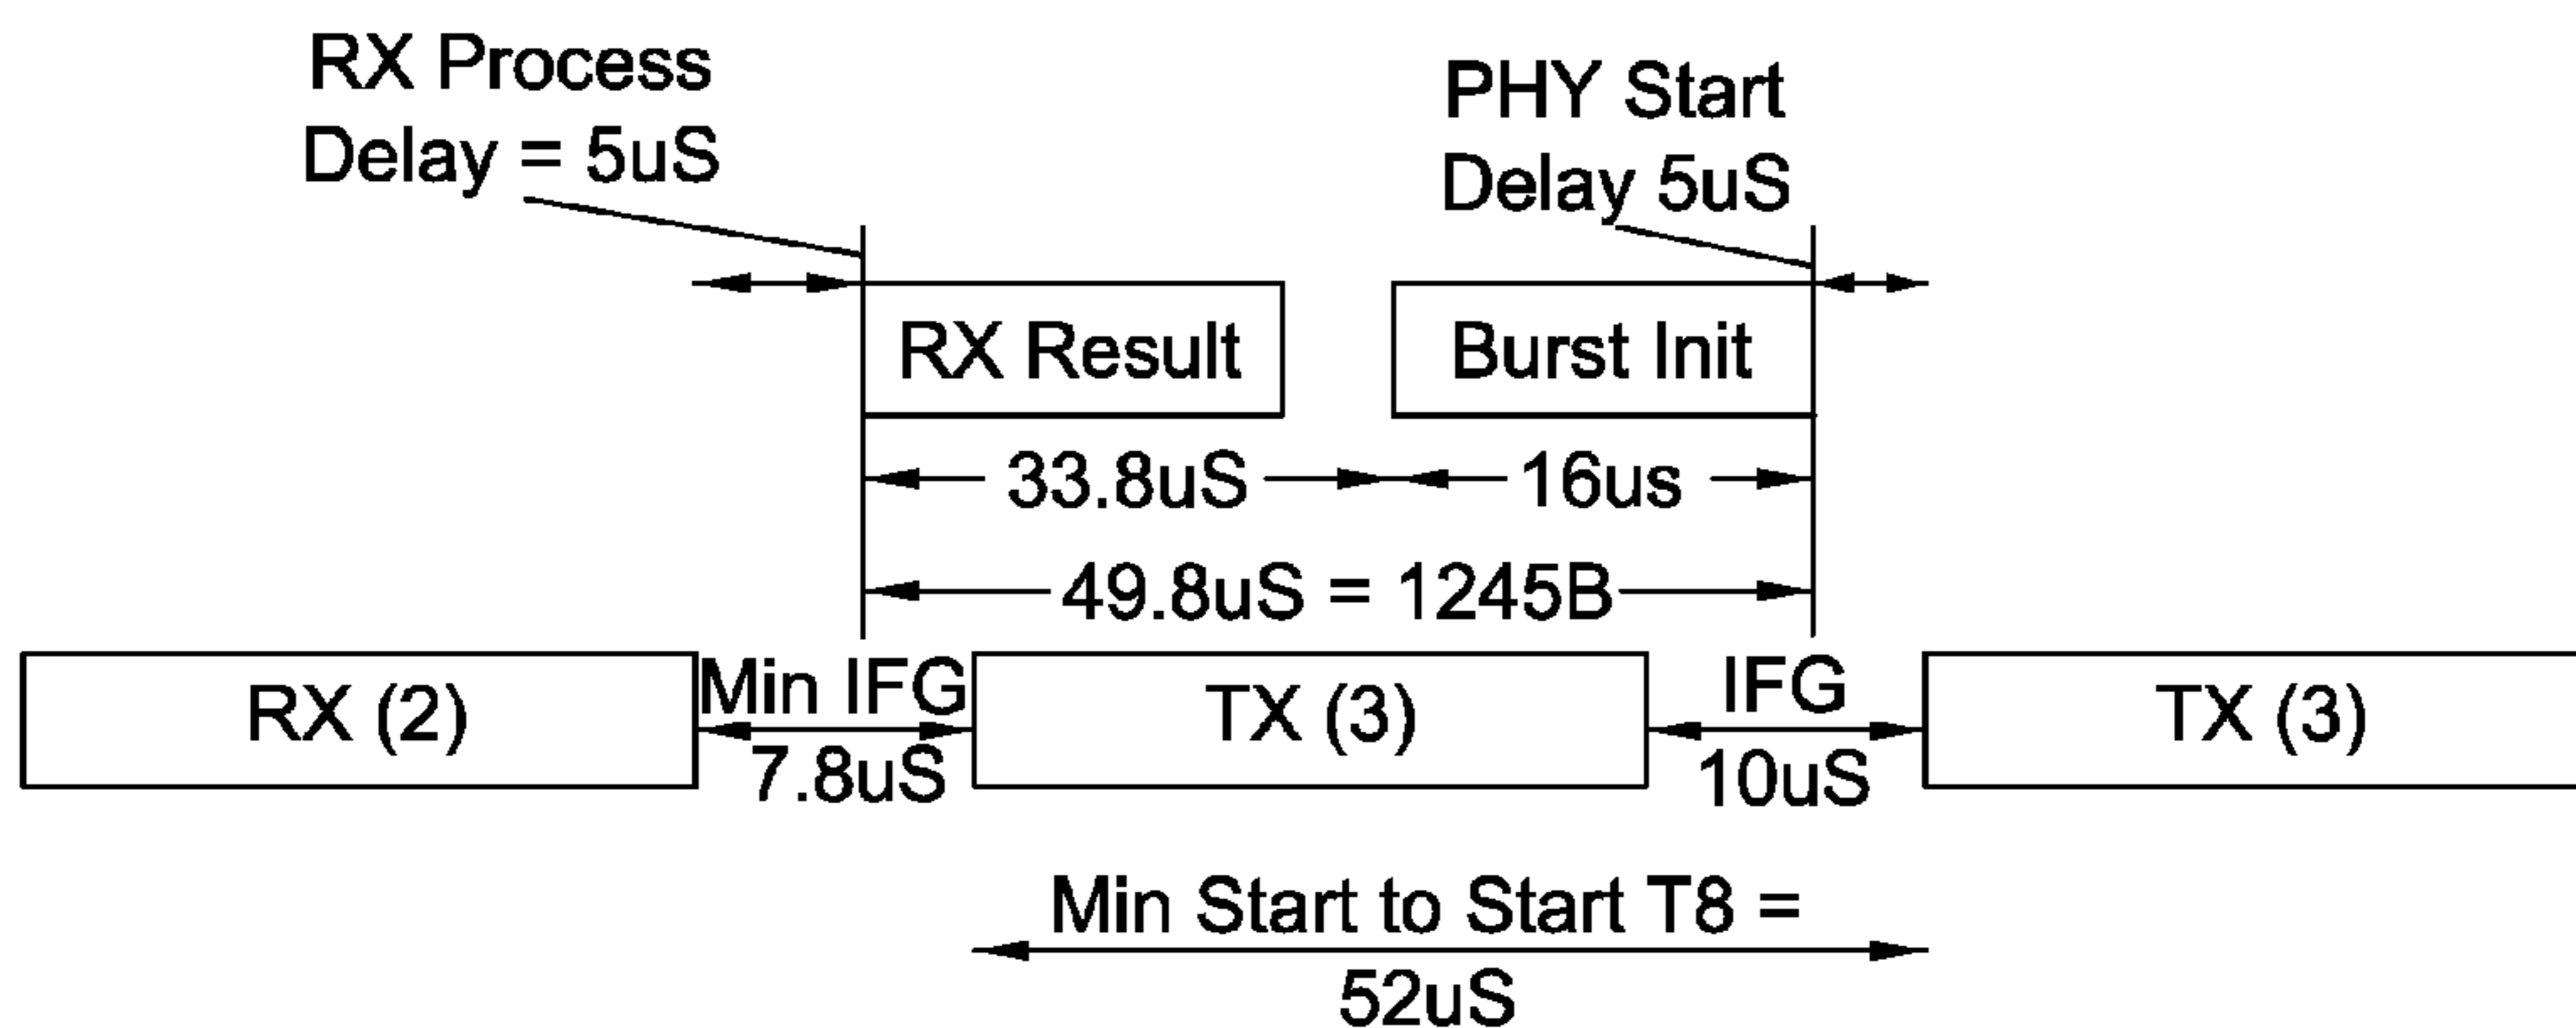 RX Process
Delay = 5uS
PHY Start
Delay 5uS
RX Result
Burst Init
33.8uS
16us
49.8uS = 1245B
RX (2)
Min IFG
7.8uS
TX (3)
IFG
10uS
TX (3)
Min Start to Start T8 =
52uS